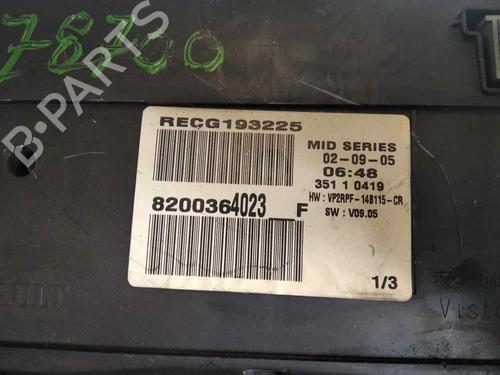 78700
B-PARTS
RECG193225
MID SERIES
02-09-05
06:48
351 1 0419
HW : VP2RPF-14B115-CR
SW : V09.05
8200364023__F
1/3